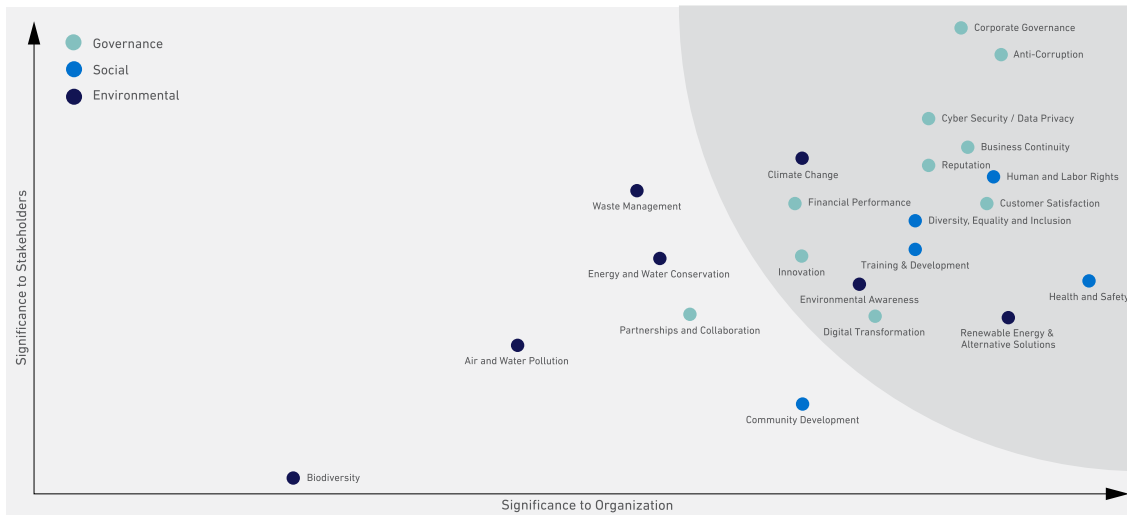 Governance
Social
Environmental
Significance to Stakeholders
Corporate Governance
Anti-Corruption
Cyber Security / Data Privacy
Business Continuity
Reputation
Climate Change
Human and Labor Rights
Waste Management
Financial Performance
Customer Satisfaction
Diversity, Equality and Inclusion
Energy and Water Conservation
Innovation
Training & Development
Environmental Awareness
Health and Safety
Partnerships and Collaboration
Digital Transformation
Renewable Energy &
Alternative Solutions
Air and Water Pollution
Community Development
Biodiversity
Significance to Organization